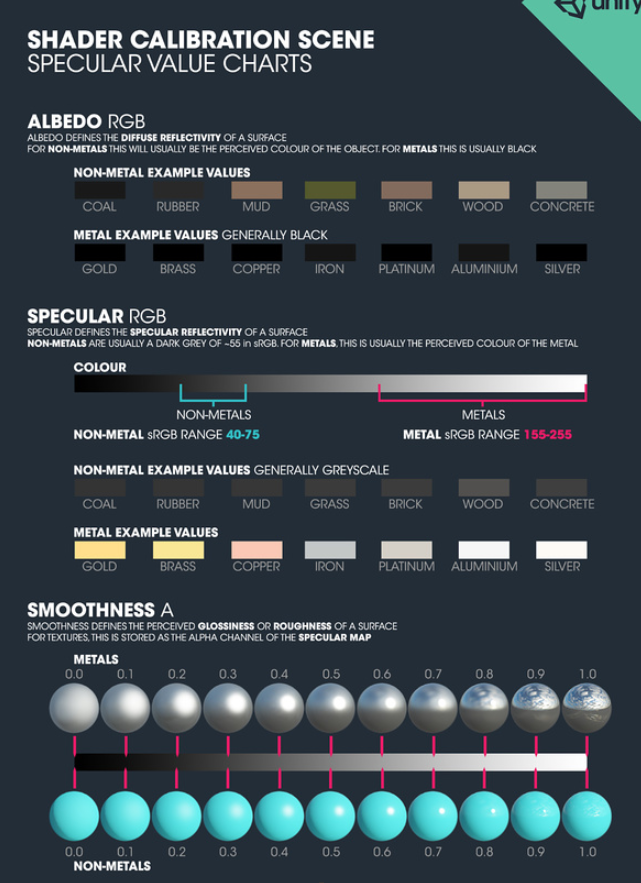 unity
SHADER CALIBRATION SCENE
SPECULAR VALUE CHARTS
ALBEDO RGB
ALBEDO DEFINES THE DIFFUSE REFLECTIVITY OF A SURFACE
FOR NON-METALS THIS WILL USUALLY BE THE PERCEIVED COLOUR OF THE OBJECT. FOR METALS THIS IS USUALLY BLACK
NON-METAL EXAMPLE VALUES
COAL RUBBER MUD GRASS BRICK WOOD CONCRETE
METAL EXAMPLE VALUES GENERALLY BLACK
GOLD BRASS COPPER IRON PLATINUM ALUMINIUM SILVER
SPECULAR RGB
SPECULAR DEFINES THE SPECULAR REFLECTIVITY OF A SURFACE
NON-METALS ARE USUALLY A DARK GREY OF ~55 in sRGB. FOR METALS, THIS IS USUALLY THE PERCEIVED COLOUR OF THE METAL
COLOUR
NON-METALS METALS
NON-METAL sRGB RANGE 40-75 METAL sRGB RANGE 155-255
NON-METAL EXAMPLE VALUES GENERALLY GREYSCALE
COAL RUBBER MUD GRASS BRICK WOOD CONCRETE
METAL EXAMPLE VALUES
GOLD BRASS COPPER IRON PLATINUM ALUMINIUM SILVER
SMOOTHNESS A
SMOOTHNESS DEFINES THE PERCEIVED GLOSSINESS OR ROUGHNESS OF A SURFACE
FOR TEXTURES, THIS IS STORED AS THE ALPHA CHANNEL OF THE SPECULAR MAP
METALS
0.0 0.1 0.2 0.3 0.4 0.5 0.6 0.7 0.8 0.9 1.0
0.0 0.1 0.2 0.3 0.4 0.5 0.6 0.7 0.8 0.9 1.0
NON-METALS